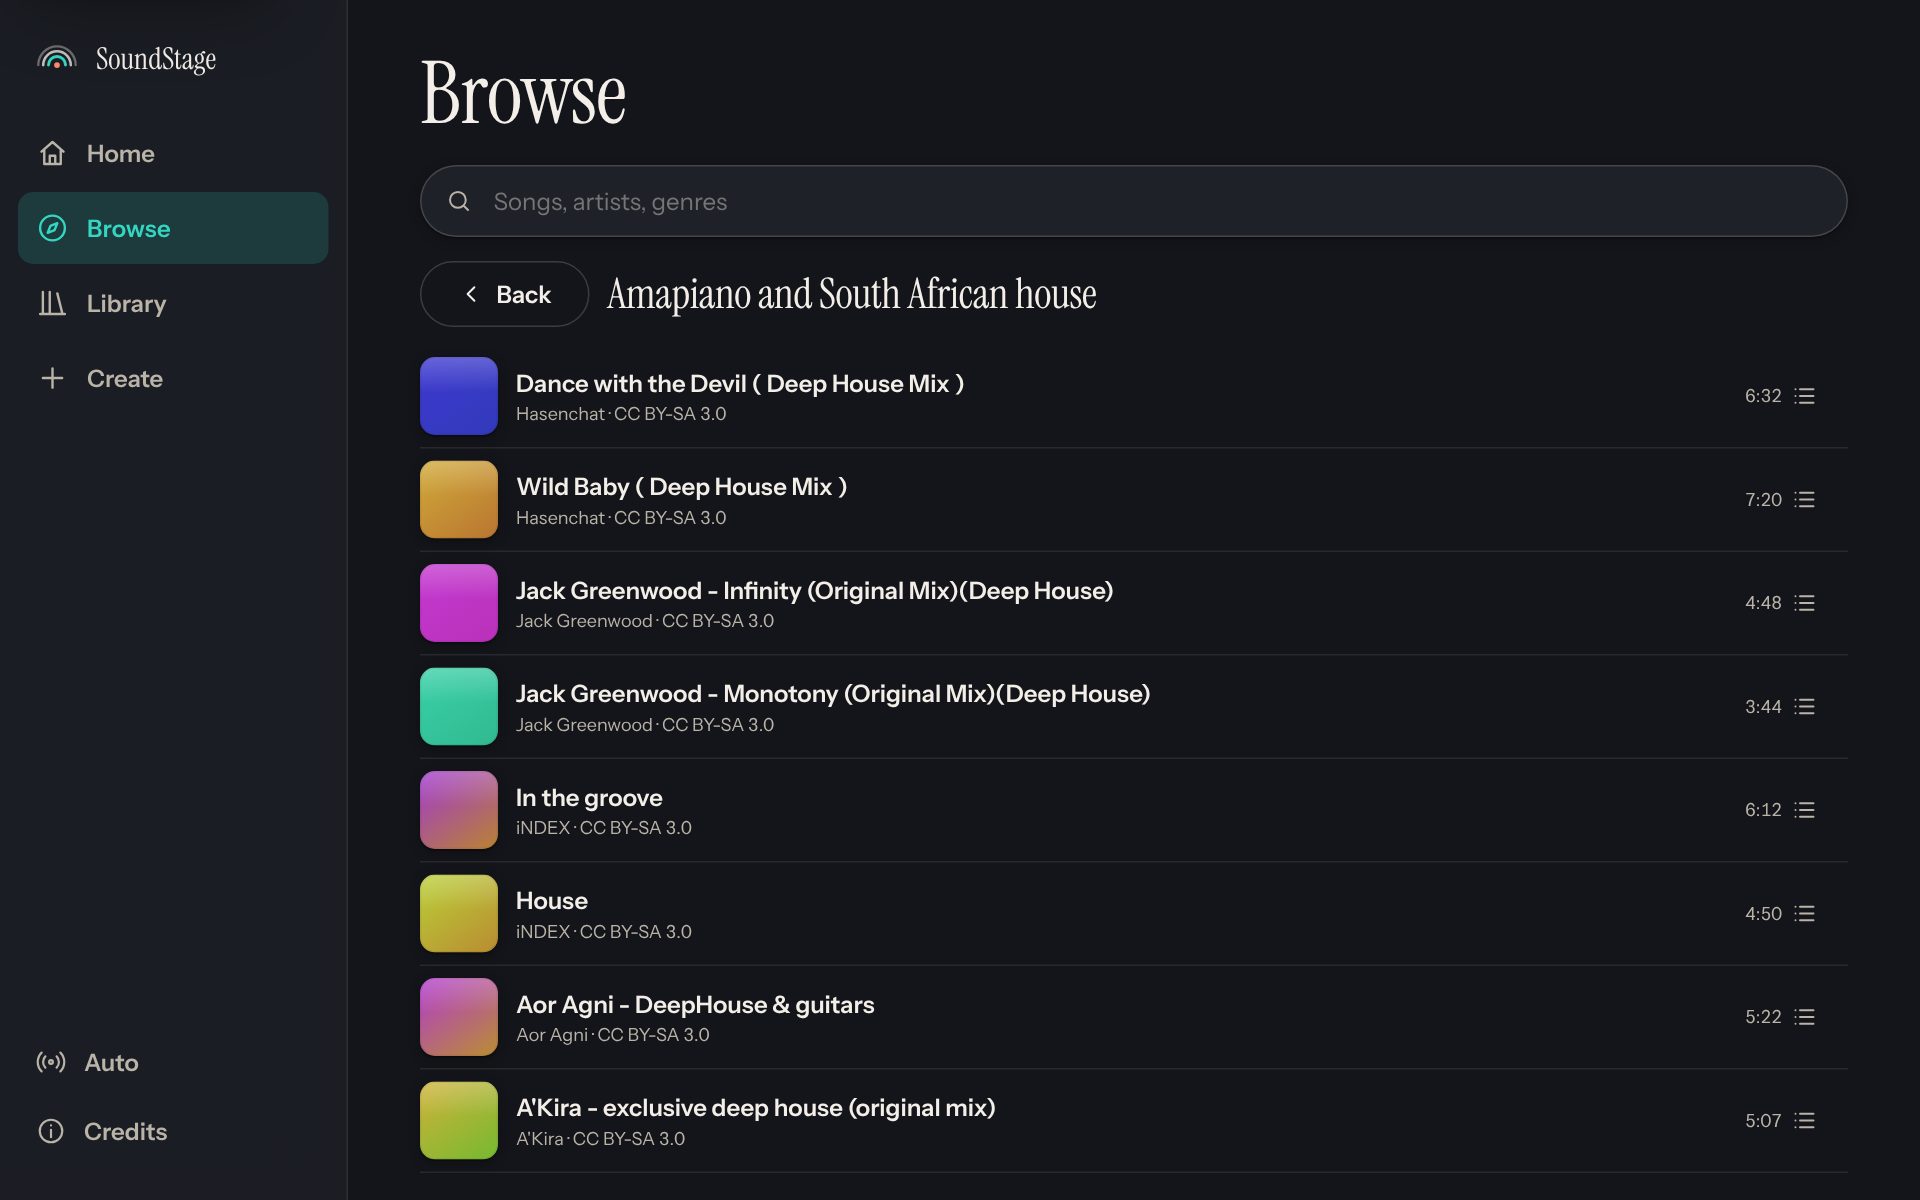 SoundStage
Home
Browse
Library
Create
Auto
Credits
Browse
Songs, artists, genres
Back
Amapiano and South African house
Dance with the Devil ( Deep House Mix )
Hasenchat · CC BY-SA 3.0
6:32
Wild Baby ( Deep House Mix )
Hasenchat · CC BY-SA 3.0
7:20
Jack Greenwood - Infinity (Original Mix)(Deep House)
Jack Greenwood · CC BY-SA 3.0
4:48
Jack Greenwood - Monotony (Original Mix)(Deep House)
Jack Greenwood · CC BY-SA 3.0
3:44
In the groove
iNDEX · CC BY-SA 3.0
6:12
House
iNDEX · CC BY-SA 3.0
4:50
Aor Agni - DeepHouse & guitars
Aor Agni · CC BY-SA 3.0
5:22
A'Kira - exclusive deep house (original mix)
A'Kira · CC BY-SA 3.0
5:07